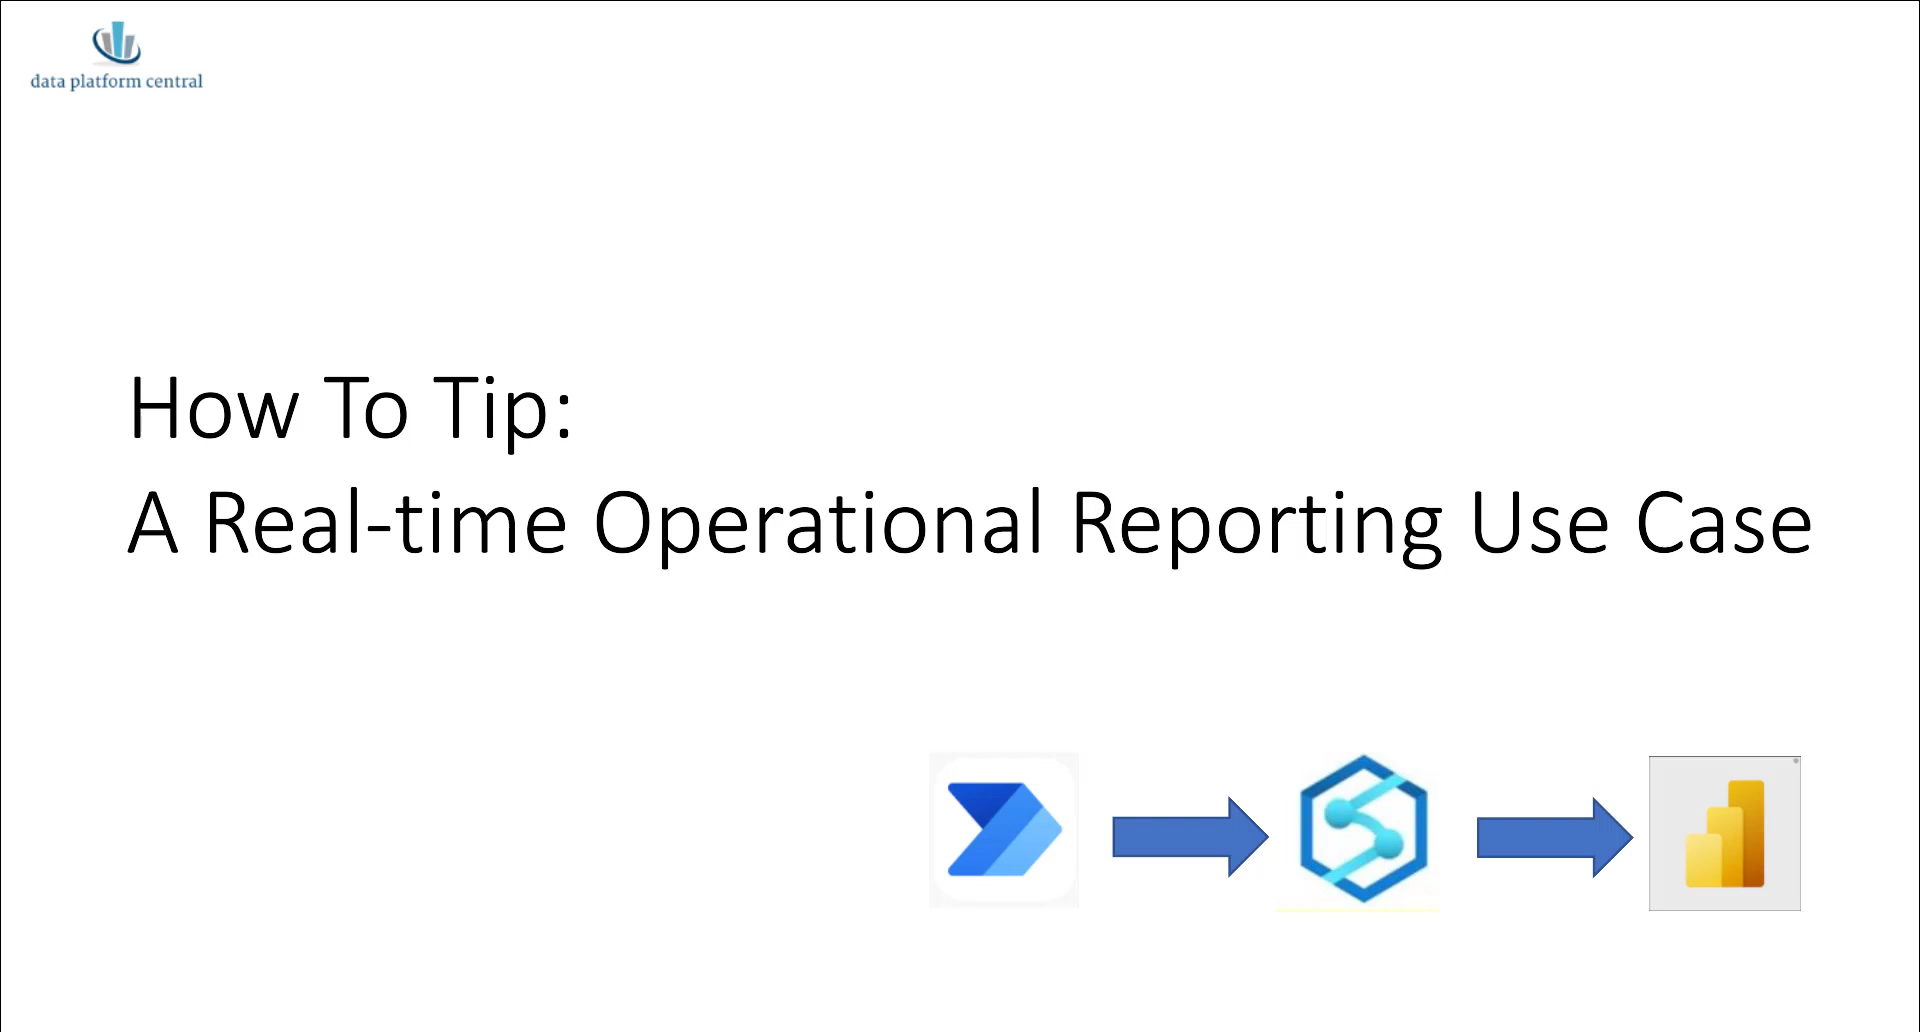 data platform central
How To Tip:
A Real-time Operational Reporting Use Case